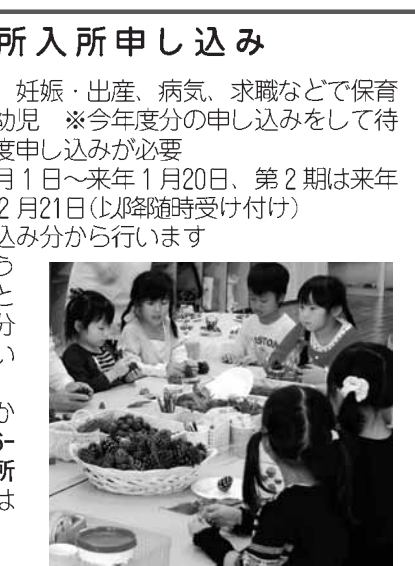 所入所申し込み
妊娠・出産、病気、求職などで保育
幼児　※今年度分の申し込みをして待
度申し込みが必要
月1日～来年1月20日、第2期は来年
2月21日(以降随時受け付け)
込み分から行います
う
と
分
い
か
6-
所
は